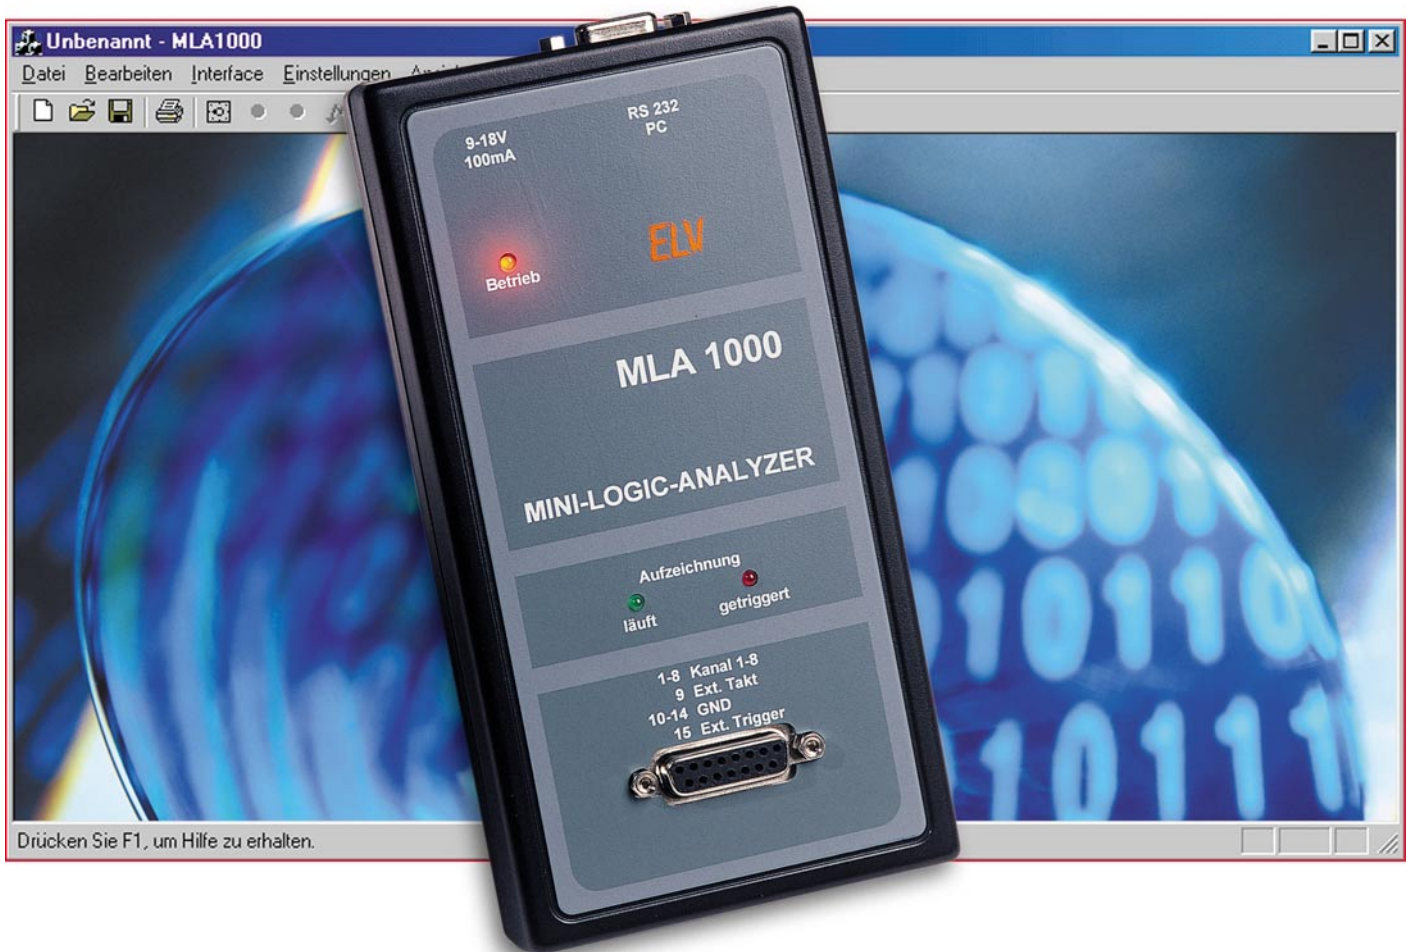 Unbenannt - MLA1000
Datei Bearbeiten Interface Einstellungen
9-18V
100mA
RS 232
PC
ELV
Betrieb
MLA 1000
MINI-LOGIC-ANALYZER
Aufzeichnung
läuft
getriggert
1-8 Kanal 1-8
9 Ext. Takt
10-14 GND
15 Ext. Trigger
Drücken Sie F1, um Hilfe zu erhalten.